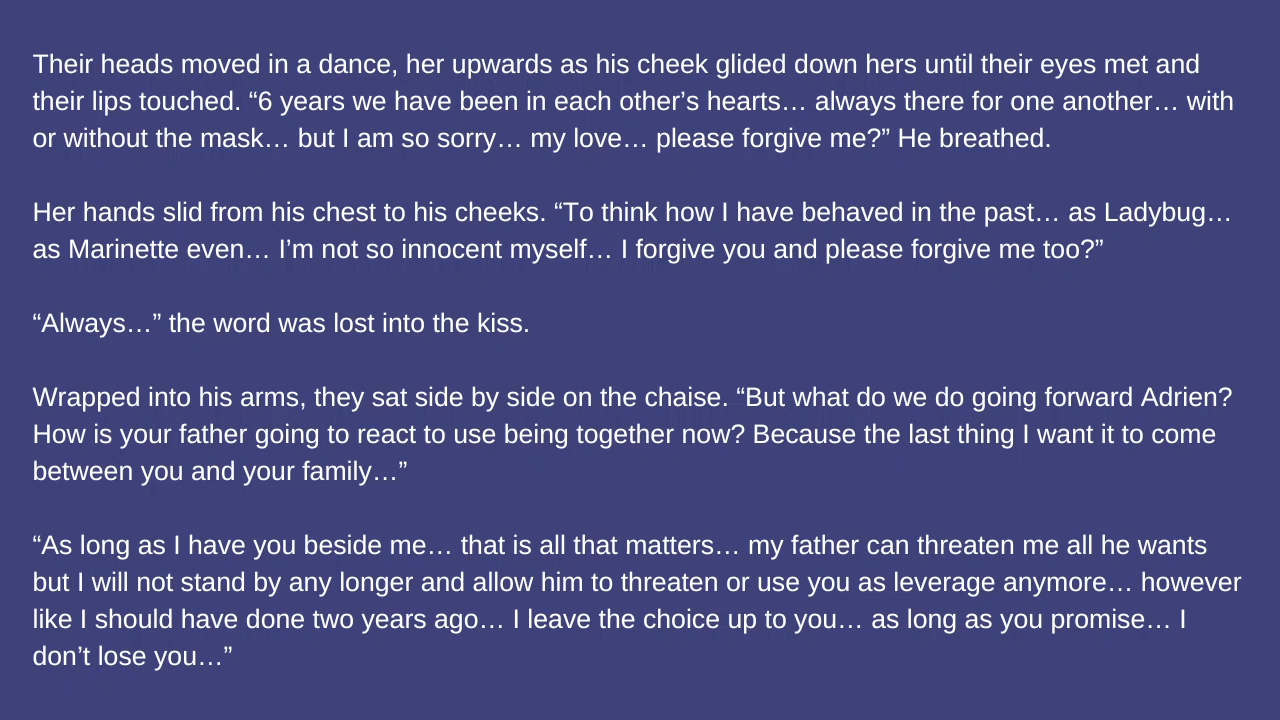 Their heads moved in a dance, her upwards as his cheek glided down hers until their eyes met and
their lips touched. “6 years we have been in each other’s hearts… always there for one another… with
or without the mask… but I am so sorry… my love… please forgive me?” He breathed.
Her hands slid from his chest to his cheeks. “To think how I have behaved in the past… as Ladybug…
as Marinette even… I’m not so innocent myself… I forgive you and please forgive me too?”
“Always…” the word was lost into the kiss.
Wrapped into his arms, they sat side by side on the chaise. “But what do we do going forward Adrien?
How is your father going to react to use being together now? Because the last thing I want it to come
between you and your family…”
“As long as I have you beside me… that is all that matters… my father can threaten me all he wants
but I will not stand by any longer and allow him to threaten or use you as leverage anymore… however
like I should have done two years ago… I leave the choice up to you… as long as you promise… I
don’t lose you…”